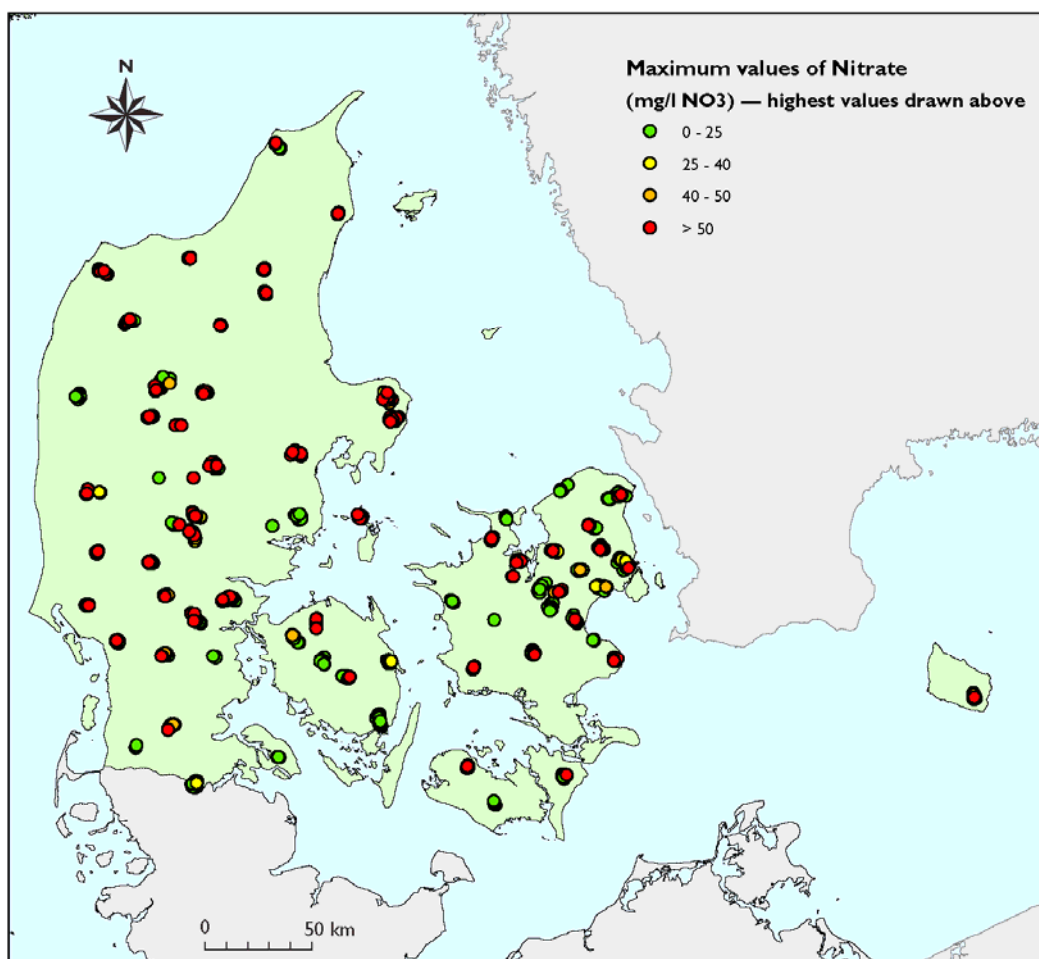 N
Maximum values of Nitrate
(mg/l NO3) — highest values drawn above
0 - 25
25 - 40
40 - 50
> 50
0 50 km